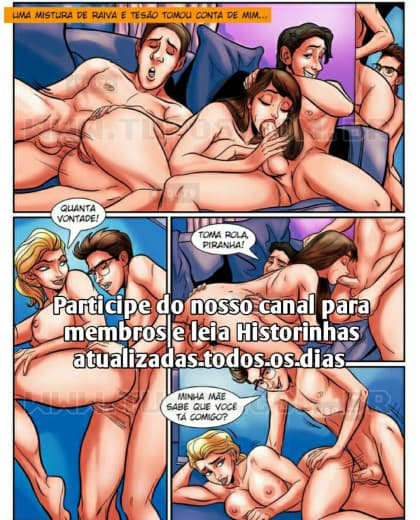 UMA MISTURA DE RAIVA E TESÃO TOMOU CONTA DE MIM...
QUANTA
VONTADE!
TOMA ROLA,
PIRANHA!
Participe do nosso canal para
membros e leia Historinhas
atualizadas todos os dias
MINHA MÃE
SABE QUE VOCÊ
TÁ COMIGO?